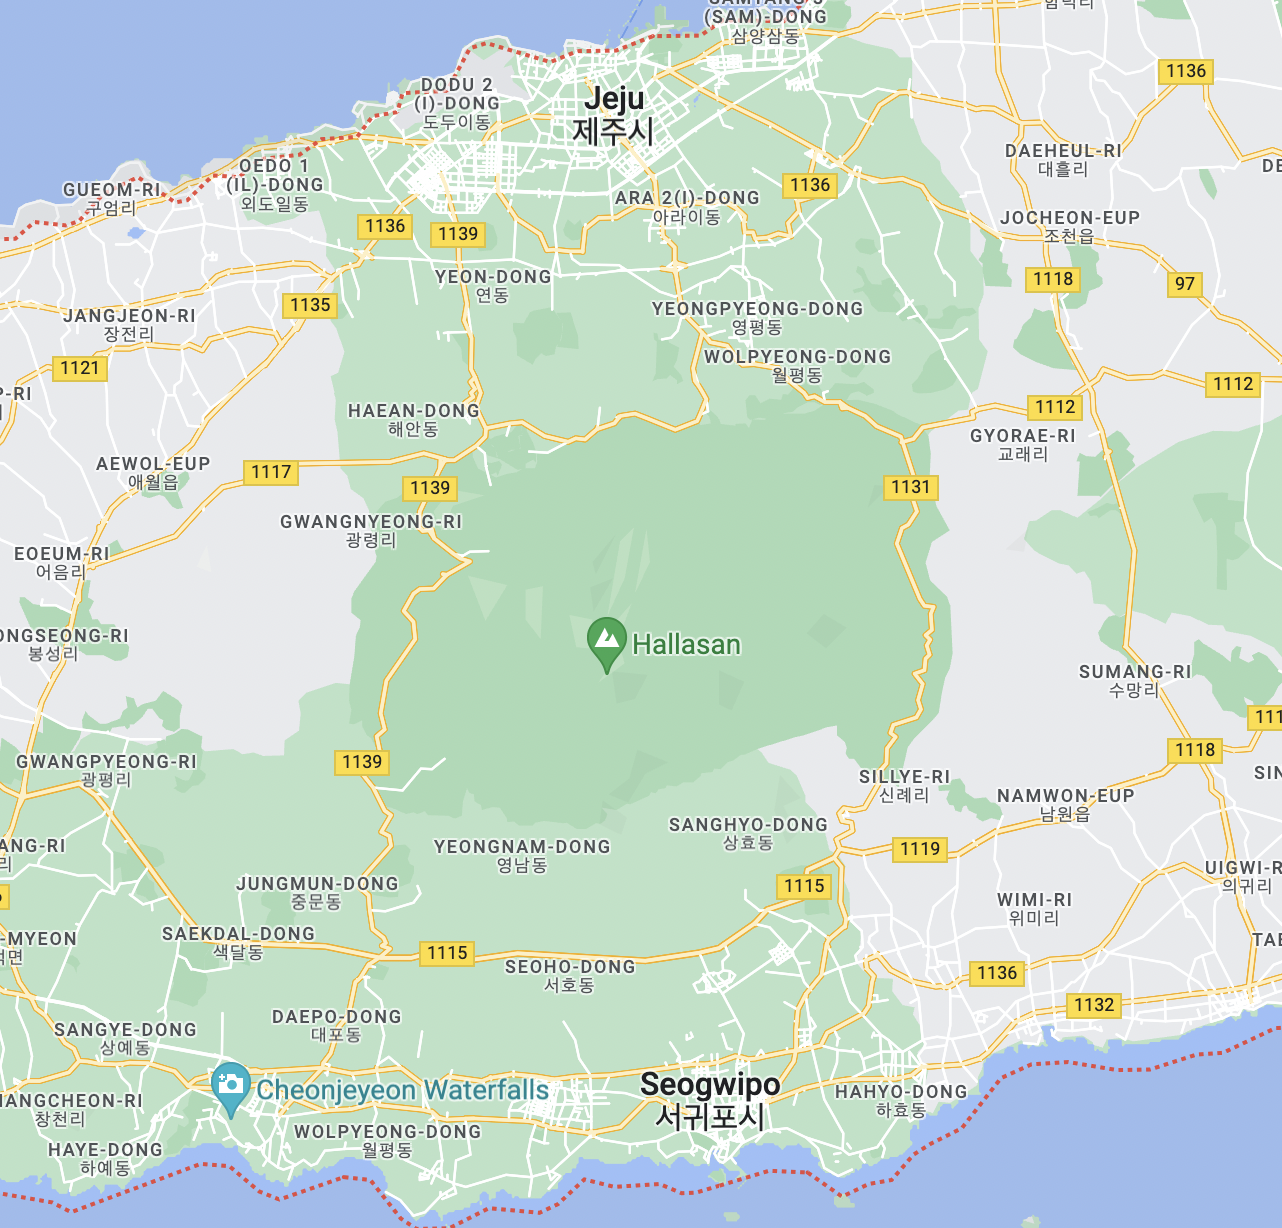 SAMYANG 3
(SAM)-DONG
삼양삼동
함덕리
1136
DODU 2
(I)-DONG
도두이동
Jeju
제주시
DAEHEUL-RI
대흘리
OEDO 1
(IL)-DONG
외도일동
GUEOM-RI
구엄리
ARA 2(I)-DONG
아라이동
1136
JOCHEON-EUP
조천읍
1136
1139
YEON-DONG
연동
1118
97
1135
YEONGPYEONG-DONG
영평동
JANGJEON-RI
장전리
WOLPYEONG-DONG
월평동
1121
1112
P-RI
HAEAN-DONG
해안동
1112
GYORAE-RI
교래리
AEWOL-EUP
애월읍
1117
1139
1131
GWANGNYEONG-RI
광령리
EOEUM-RI
어음리
ONGSEONG-RI
봉성리
Hallasan
SUMANG-RI
수망리
111
1118
GWANGPYEONG-RI
광평리
1139
SILLYE-RI
신례리
SIN
NAMWON-EUP
남원읍
SANGHYO-DONG
상효동
ANG-RI
리
YEONGNAM-DONG
영남동
1119
UIGWI-R
의귀리
JUNGMUN-DONG
중문동
1115
WIMI-RI
위미리
-MYEON
덕면
SAEKDAL-DONG
색달동
1115
TAE
SEOHO-DONG
서호동
1136
1132
DAEPO-DONG
대포동
SANGYE-DONG
상예동
Cheonjeyeon Waterfalls
Seogwipo
서귀포시
HAHYO-DONG
하효동
HANGCHEON-RI
창천리
WOLPYEONG-DONG
월평동
HAYE-DONG
하예동